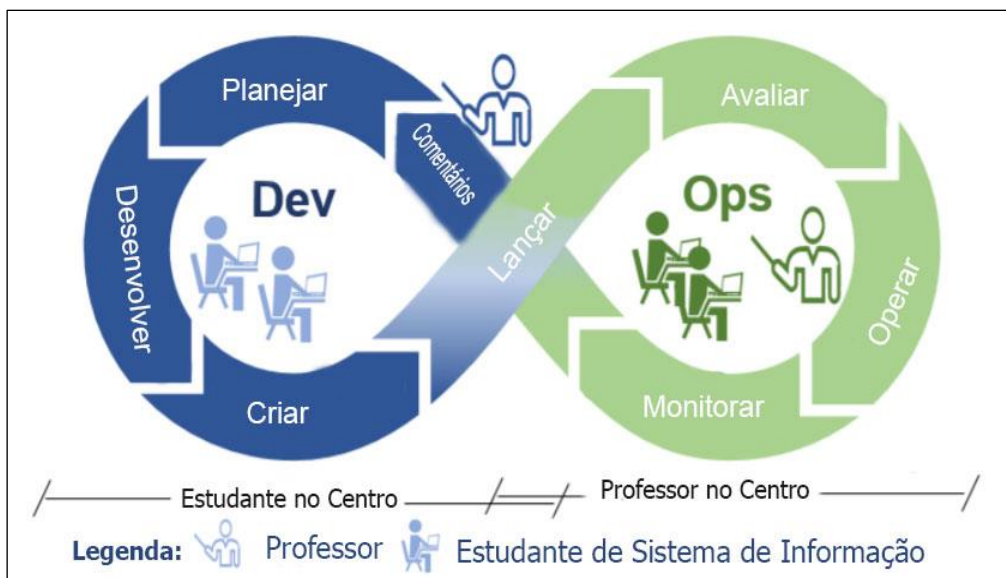 Planejar
Comentários
Desenvolver
Dev
Criar
Lançar
Avaliar
Ops
Operar
Monitorar
Estudante no Centro
Professor no Centro
Legenda: Professor Estudante de Sistema de Informação